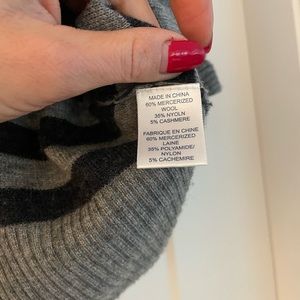 MADE IN CHINA
60% MERCERIZED
WOOL
35% NYOLN
5% CASHMERE
FABRIQUE EN CHINE
60% MERCERIZED
LAINE
35% POLYAMIDE/
NYLON
5% CACHEMIRE